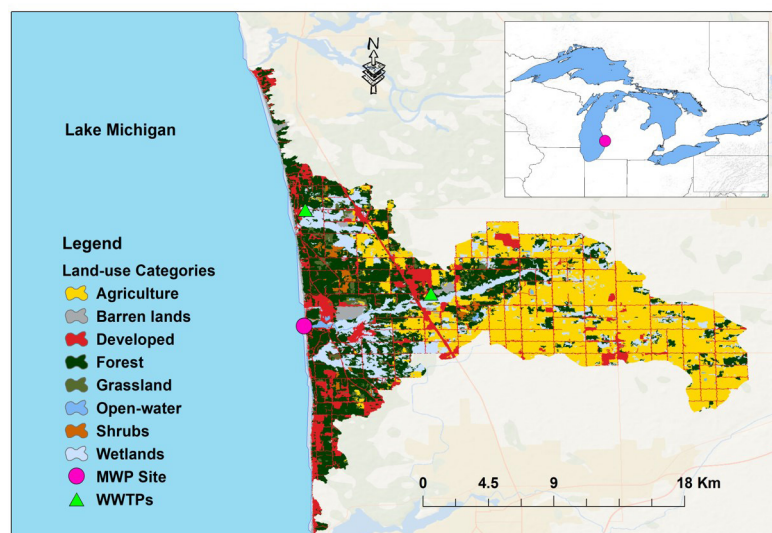 N
Lake Michigan
Legend
Land-use Categories
Agriculture
Barren lands
Developed
Forest
Grassland
Open-water
Shrubs
Wetlands
MWP Site
WWTPs
0 4.5 9 18 Km